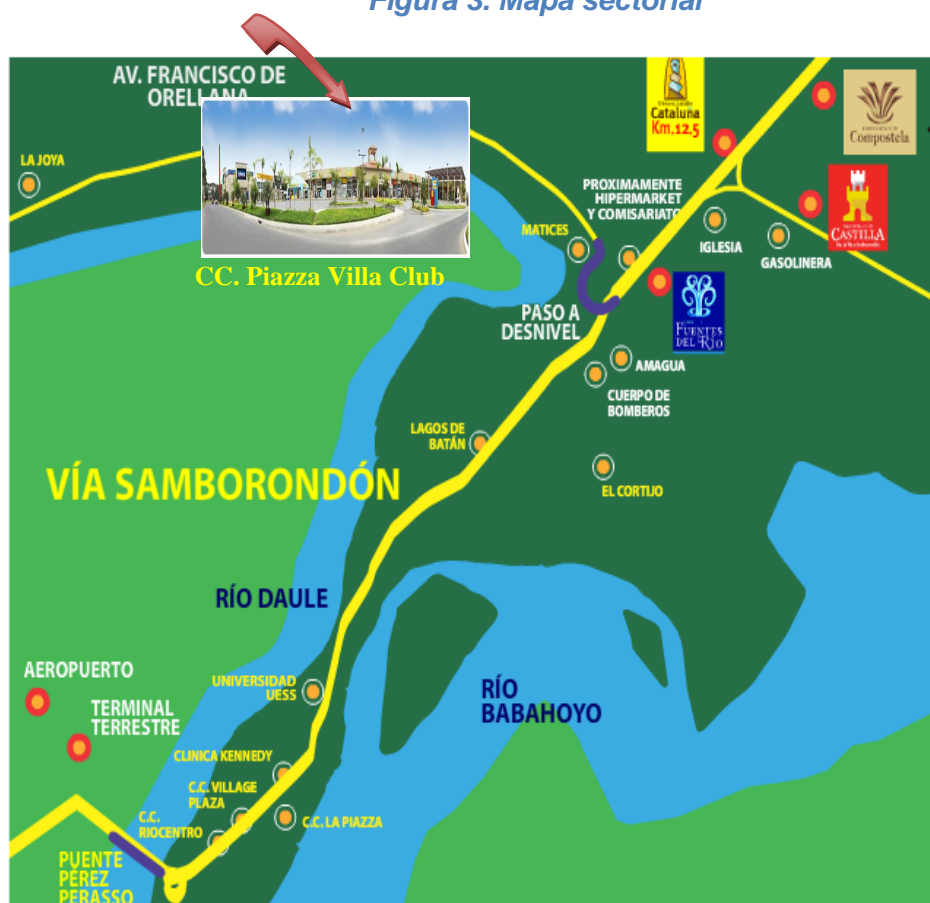 Figura 3. Mapa sectorial
AV. FRANCISCO DE
ORELLANA
LA JOYA
CC. Piazza Villa Club
Cataluña
Km. 12.5
Compostela
PROXIMAMENTE
HIPERMARKET
Y COMISARIATO
MATICES
IGLESIA
CASTILLA
GASOLINERA
PASO A
DESNIVEL
FUENTES
DEL RÍO
AMAGUA
CUERPO DE
BOMBEROS
LAGOS DE
BATÁN
VÍA SAMBORONDÓN
EL CORTIJO
RÍO DAULE
AEROPUERTO
UNIVERSIDAD
UESS
RÍO
BABAHOYO
TERMINAL
TERRESTRE
CLINICA KENNEDY
C.C. VILLAGE
PLAZA
C.C.
RIOCENTRO
C.C. LA PIAZZA
PUENTE
PÉREZ
PERASSO